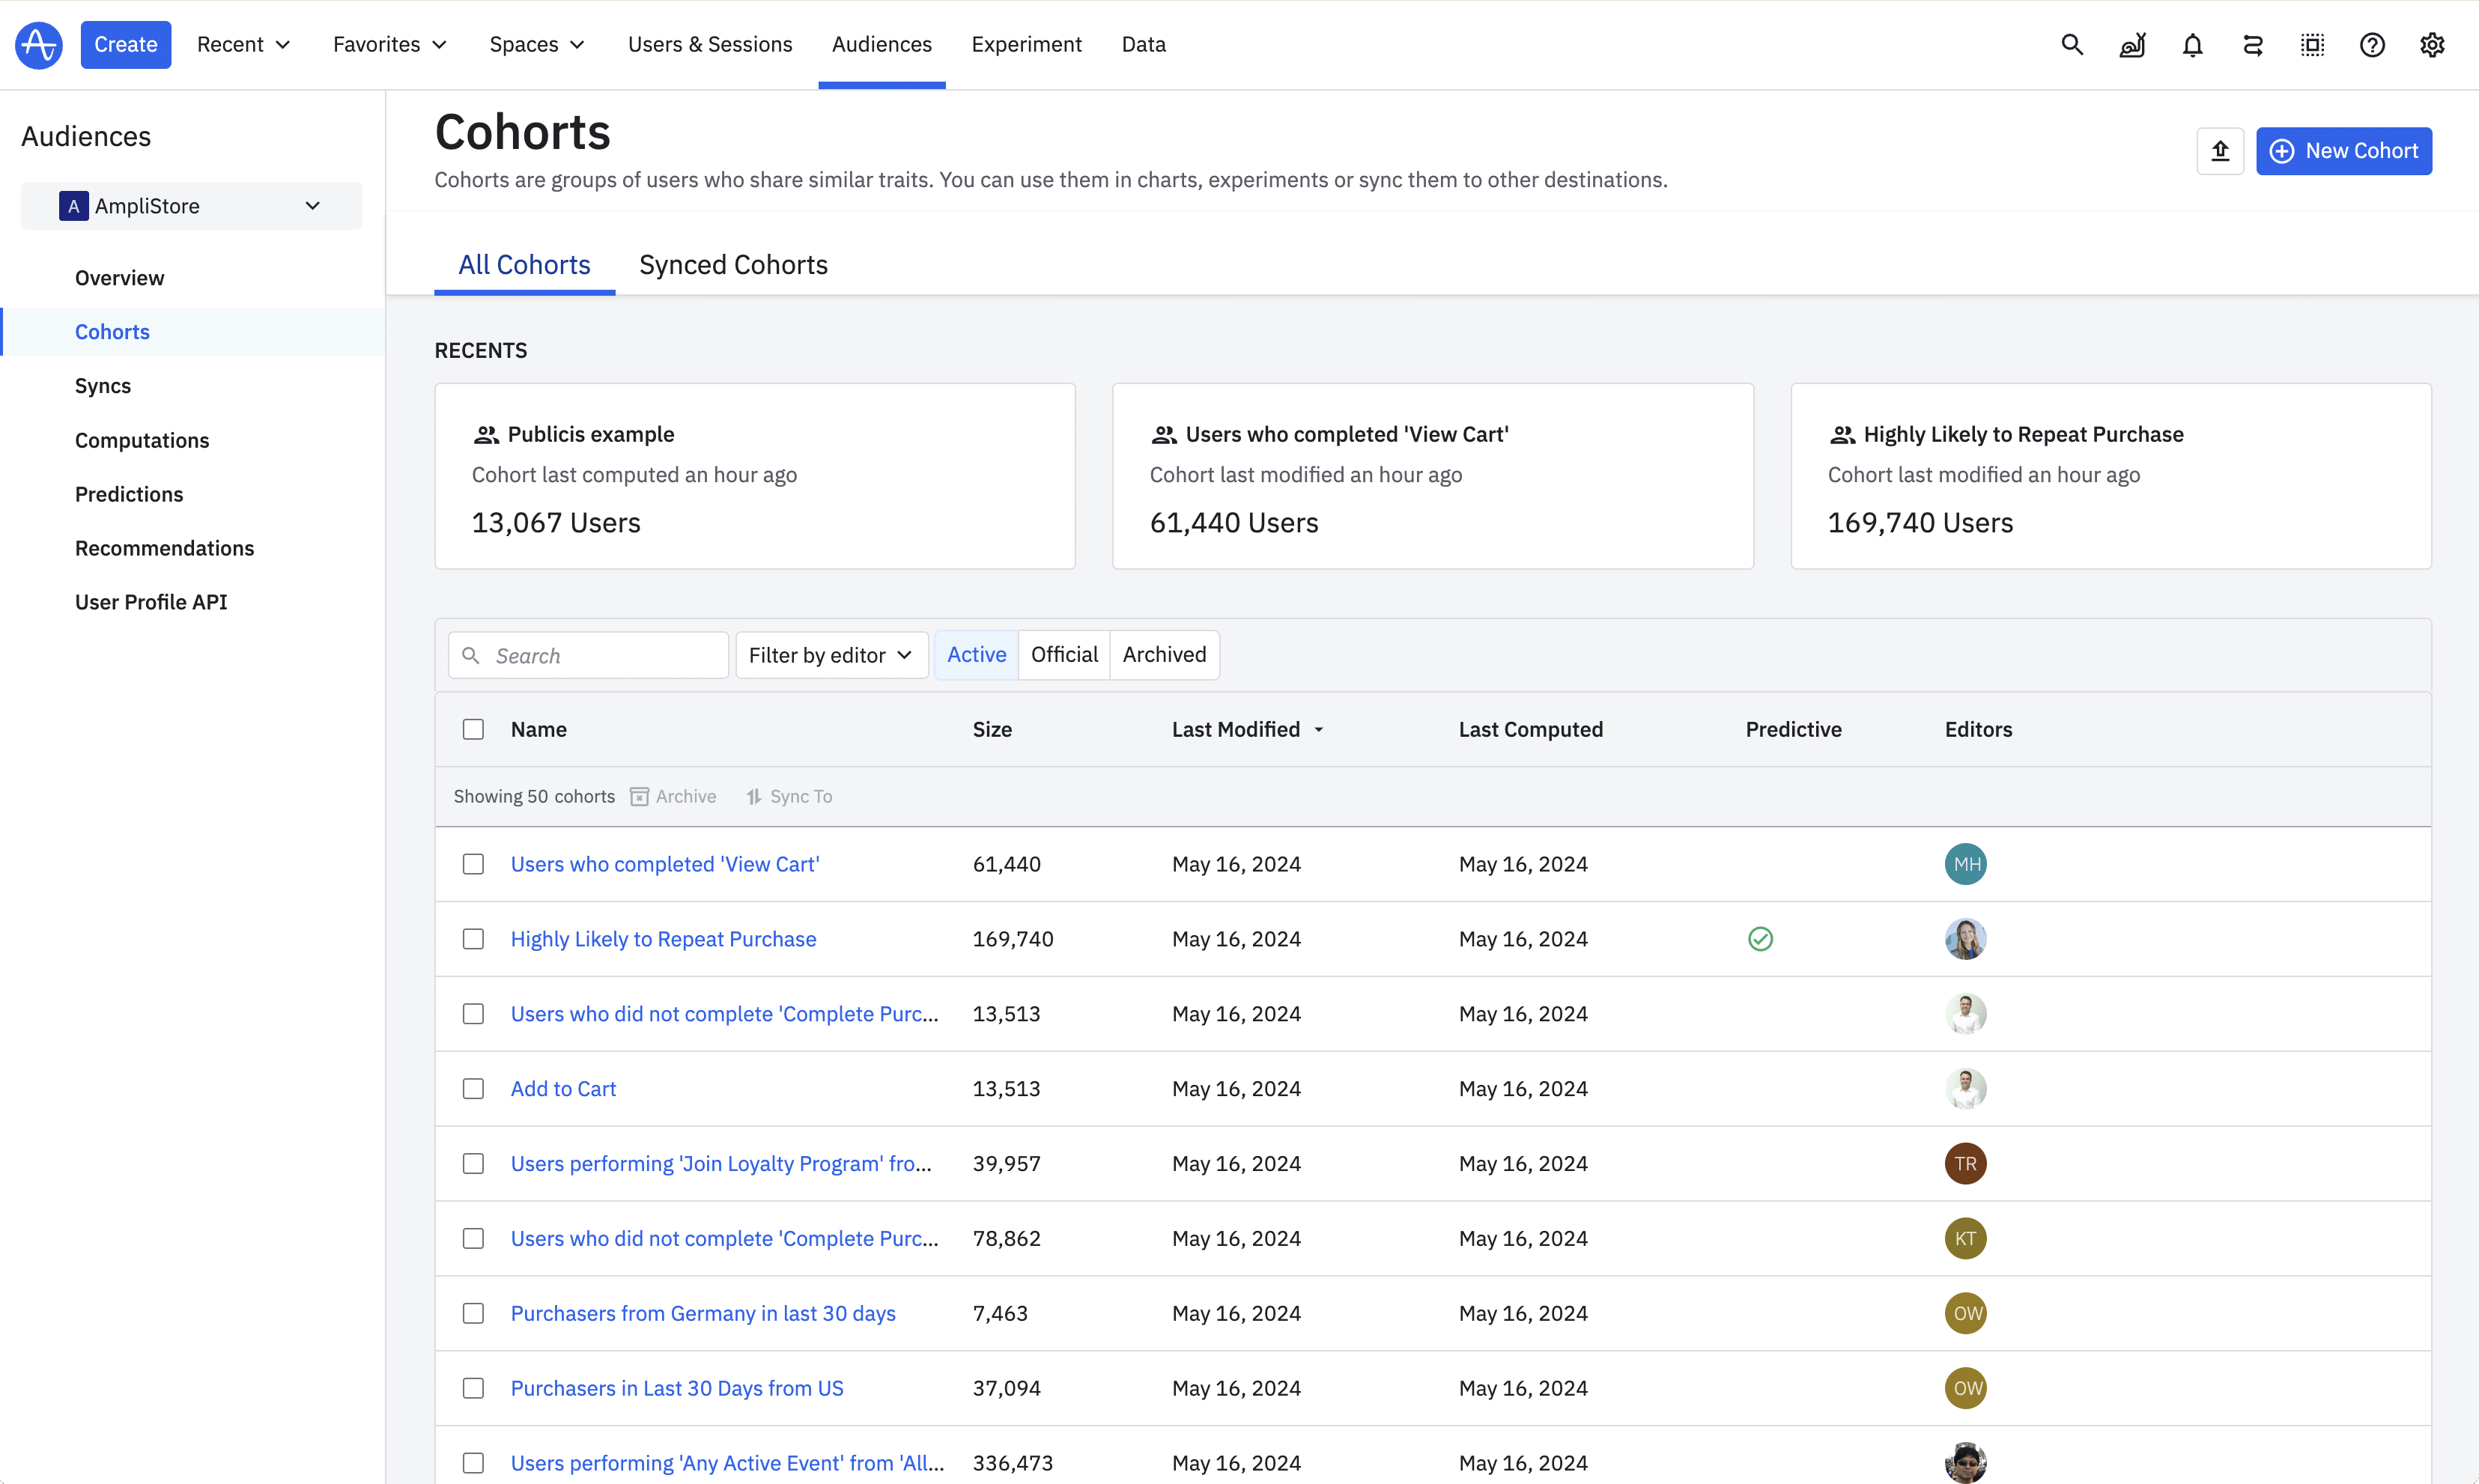 Create Recent Favorites Spaces Users & Sessions Audiences Experiment Data
Audiences
A AmpliStore
Overview
Cohorts
Syncs
Computations
Predictions
Recommendations
User Profile API
Cohorts
Cohorts are groups of users who share similar traits. You can use them in charts, experiments or sync them to other destinations.
New Cohort
All Cohorts Synced Cohorts
RECENTS
Publicis example
Cohort last computed an hour ago
13,067 Users
Users who completed 'View Cart'
Cohort last modified an hour ago
61,440 Users
Highly Likely to Repeat Purchase
Cohort last modified an hour ago
169,740 Users
Search Filter by editor Active Official Archived
Name Size Last Modified Last Computed Predictive Editors
Showing 50 cohorts Archive Sync To
Users who completed 'View Cart' 61,440 May 16, 2024 May 16, 2024 MH
Highly Likely to Repeat Purchase 169,740 May 16, 2024 May 16, 2024
Users who did not complete 'Complete Purc... 13,513 May 16, 2024 May 16, 2024
Add to Cart 13,513 May 16, 2024 May 16, 2024
Users performing 'Join Loyalty Program' fro... 39,957 May 16, 2024 May 16, 2024 TR
Users who did not complete 'Complete Purc... 78,862 May 16, 2024 May 16, 2024 KT
Purchasers from Germany in last 30 days 7,463 May 16, 2024 May 16, 2024 OW
Purchasers in Last 30 Days from US 37,094 May 16, 2024 May 16, 2024 OW
Users performing 'Any Active Event' from 'All... 336,473 May 16, 2024 May 16, 2024